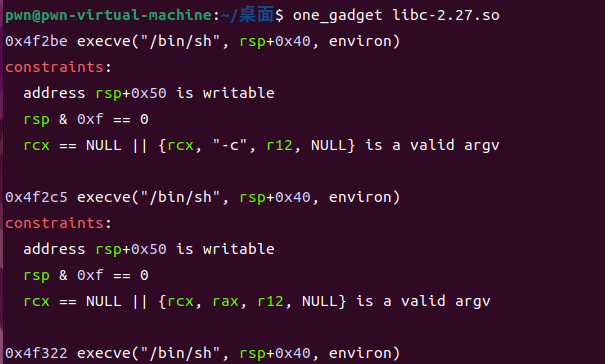 pwn@pwn-virtual-machine:~/桌面$ one_gadget libc-2.27.so
0x4f2be execve("/bin/sh", rsp+0x40, environ)
constraints:
  address rsp+0x50 is writable
  rsp & 0xf == 0
  rcx == NULL || {rcx, "-c", r12, NULL} is a valid argv

0x4f2c5 execve("/bin/sh", rsp+0x40, environ)
constraints:
  address rsp+0x50 is writable
  rsp & 0xf == 0
  rcx == NULL || {rcx, rax, r12, NULL} is a valid argv

0x4f322 execve("/bin/sh", rsp+0x40, environ)